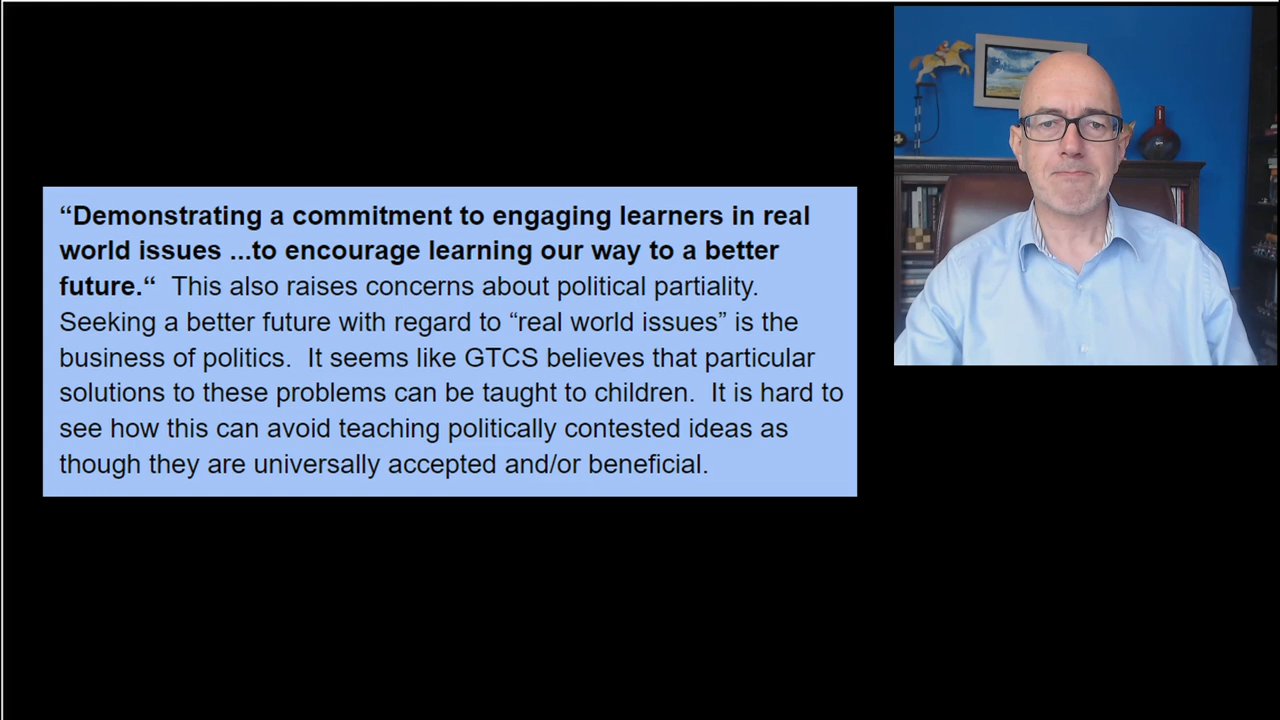 “Demonstrating a commitment to engaging learners in real
world issues ...to encourage learning our way to a better
future.“  This also raises concerns about political partiality.
Seeking a better future with regard to “real world issues” is the
business of politics.  It seems like GTCS believes that particular
solutions to these problems can be taught to children.  It is hard to
see how this can avoid teaching politically contested ideas as
though they are universally accepted and/or beneficial.